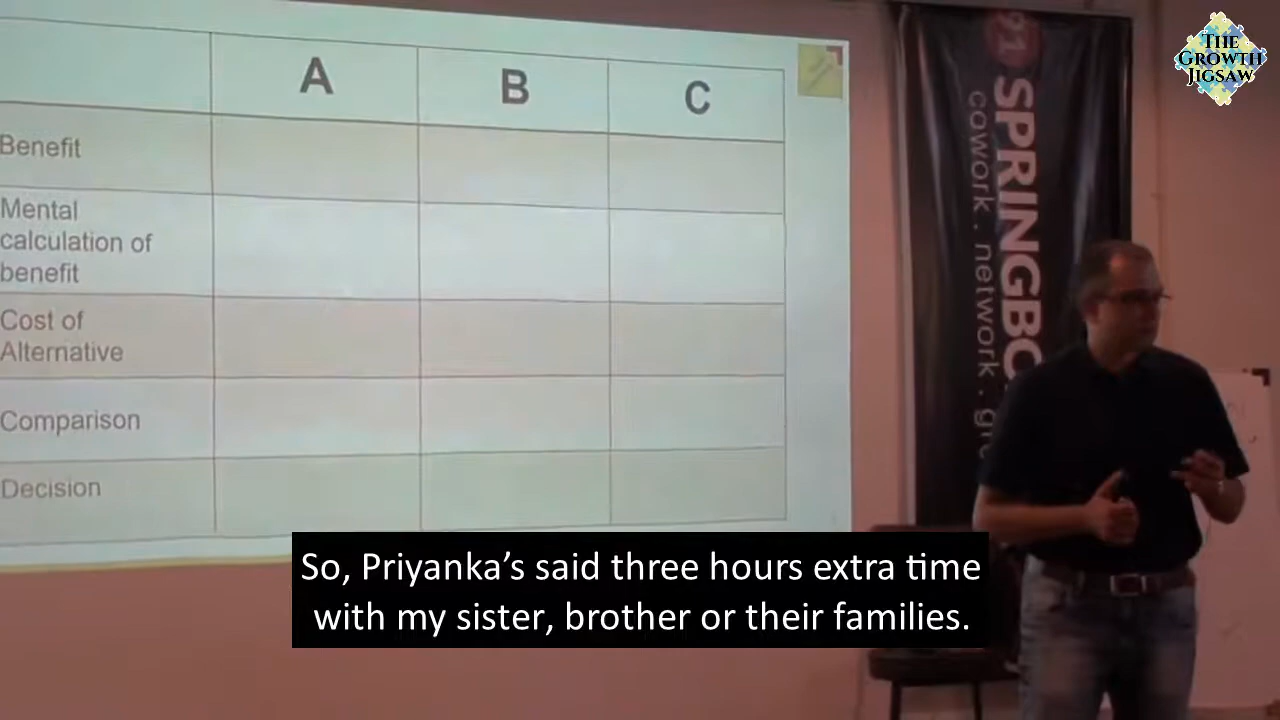 A
B
C
Benefit
Mental
calculation of
benefit
Cost of
Alternative
Comparison
Decision
THE
GROWTH
JIGSAW
91
SPRINGBO
cowork . network .
So, Priyanka’s said three hours extra time
with my sister, brother or their families.